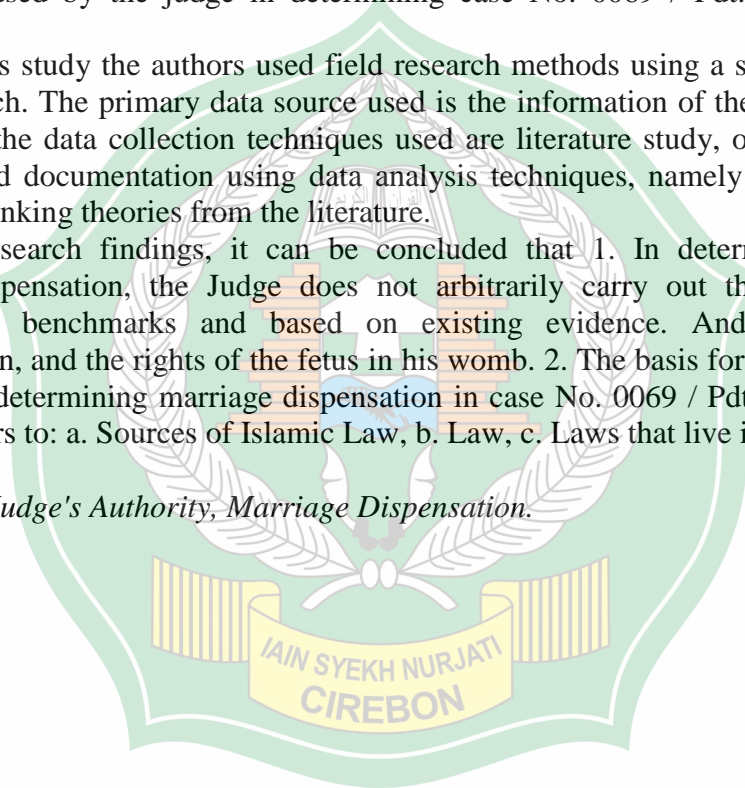 sed by the judge in determining case No. 0069 / Pdt.
s study the authors used field research methods using a s
ch. The primary data source used is the information of the
the data collection techniques used are literature study, o
d documentation using data analysis techniques, namely
nking theories from the literature.
search findings, it can be concluded that 1. In deter
pensation, the Judge does not arbitrarily carry out th
benchmarks and based on existing evidence. And
n, and the rights of the fetus in his womb. 2. The basis for
determining marriage dispensation in case No. 0069 / Pdt
rs to: a. Sources of Islamic Law, b. Law, c. Laws that live i
Judge's Authority, Marriage Dispensation.
IAIN SYEKH NURJATI
CIREBON